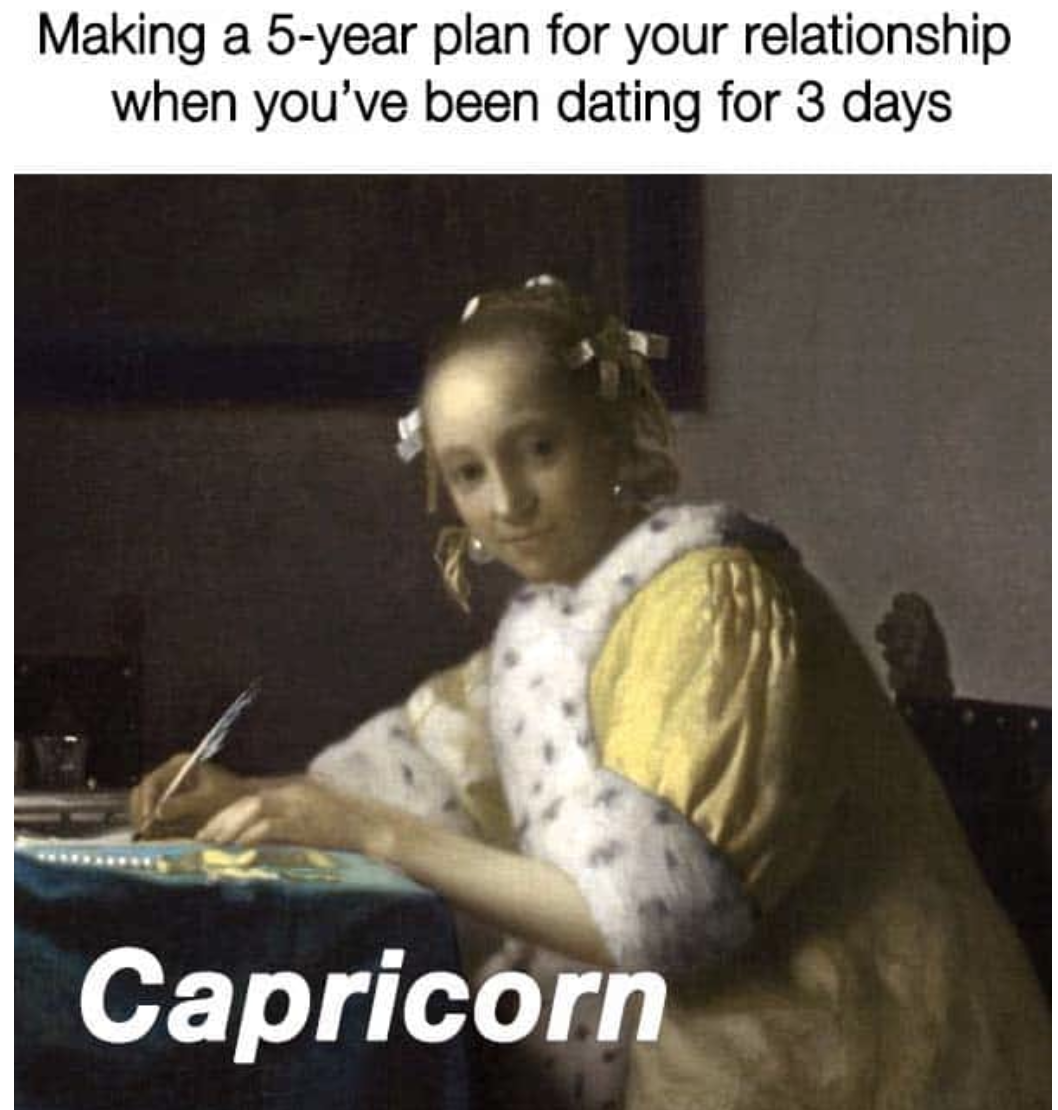 Making a 5-year plan for your relationship
when you’ve been dating for 3 days
Capricorn